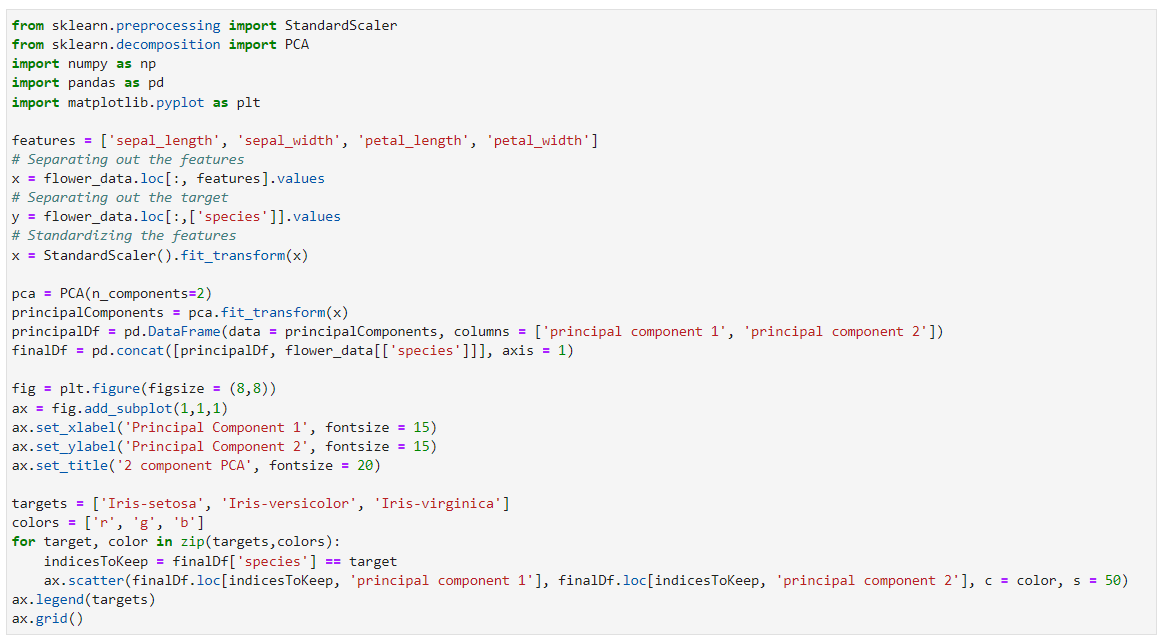 from sklearn.preprocessing import StandardScaler
from sklearn.decomposition import PCA
import numpy as np
import pandas as pd
import matplotlib.pyplot as plt

features = ['sepal_length', 'sepal_width', 'petal_length', 'petal_width']
# Separating out the features
x = flower_data.loc[:, features].values
# Separating out the target
y = flower_data.loc[:,['species']].values
# Standardizing the features
x = StandardScaler().fit_transform(x)

pca = PCA(n_components=2)
principalComponents = pca.fit_transform(x)
principalDf = pd.DataFrame(data = principalComponents, columns = ['principal component 1', 'principal component 2'])
finalDf = pd.concat([principalDf, flower_data[['species']]], axis = 1)

fig = plt.figure(figsize = (8,8))
ax = fig.add_subplot(1,1,1)
ax.set_xlabel('Principal Component 1', fontsize = 15)
ax.set_ylabel('Principal Component 2', fontsize = 15)
ax.set_title('2 component PCA', fontsize = 20)

targets = ['Iris-setosa', 'Iris-versicolor', 'Iris-virginica']
colors = ['r', 'g', 'b']
for target, color in zip(targets,colors):
    indicesToKeep = finalDf['species'] == target
    ax.scatter(finalDf.loc[indicesToKeep, 'principal component 1'], finalDf.loc[indicesToKeep, 'principal component 2'], c = color, s = 50)
ax.legend(targets)
ax.grid()